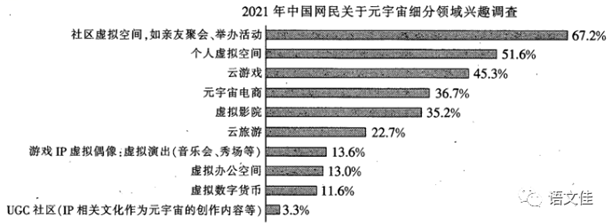 2021年中国网民关于元宇宙细分领域兴趣调查
社区虚拟空间,如亲友聚会、举办活动 67.2%
个人虚拟空间 51.6%
云游戏 45.3%
元宇宙电商 36.7%
虚拟影院 35.2%
云旅游 22.7%
游戏IP虚拟偶像:虚拟演出(音乐会、秀场等) 13.6%
虚拟办公空间 13.0%
虚拟数字货币 11.6%
UGC社区(IP相关文化作为元宇宙的创作内容等) 3.3%
语文佳